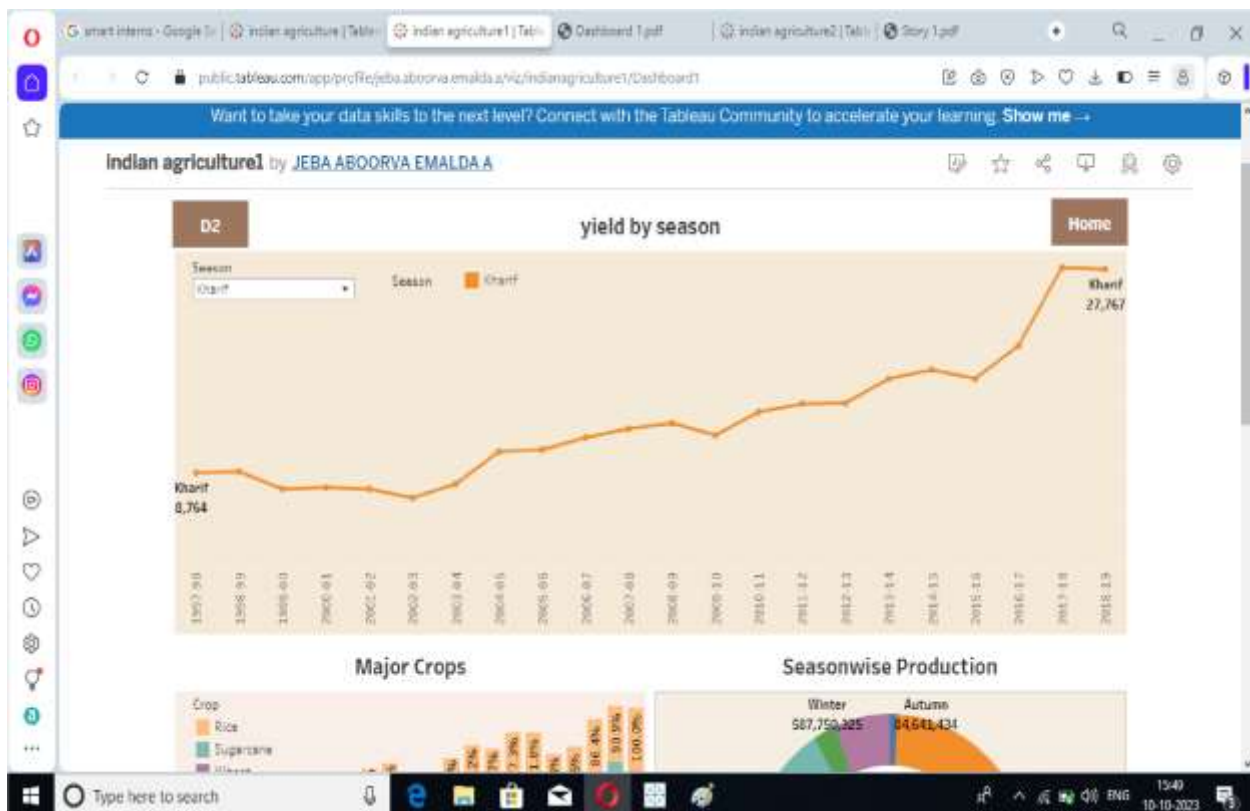 smart interns - Google S
indian agriculture | Table
indian agriculture1 | Tab
Dashboard 1.pdf
indian agriculture2 | Tabl
Story 1.pdf
public.tableau.com/app/profile/jeba.aboorva.emalda.a/viz/indianagriculture1/Dashboard1
Want to take your data skills to the next level? Connect with the Tableau Community to accelerate your learning. Show me →
indian agriculture1 by JEBA ABOORVA EMALDA A
D2
yield by season
Home
Season
Kharif
Season
Kharif
Kharif
27,767
Kharif
8,764
1997-98
1998-99
1999-00
2000-01
2001-02
2002-03
2003-04
2004-05
2005-06
2006-07
2007-08
2008-09
2009-10
2010-11
2011-12
2012-13
2013-14
2014-15
2015-16
2016-17
2017-18
2018-19
Major Crops
Seasonwise Production
Crop
Rice
Sugarcane
86.4%
90.9%
100.0%
Winter
587,750,325
Autumn
Type here to search
ENG
15:49
10-10-2023